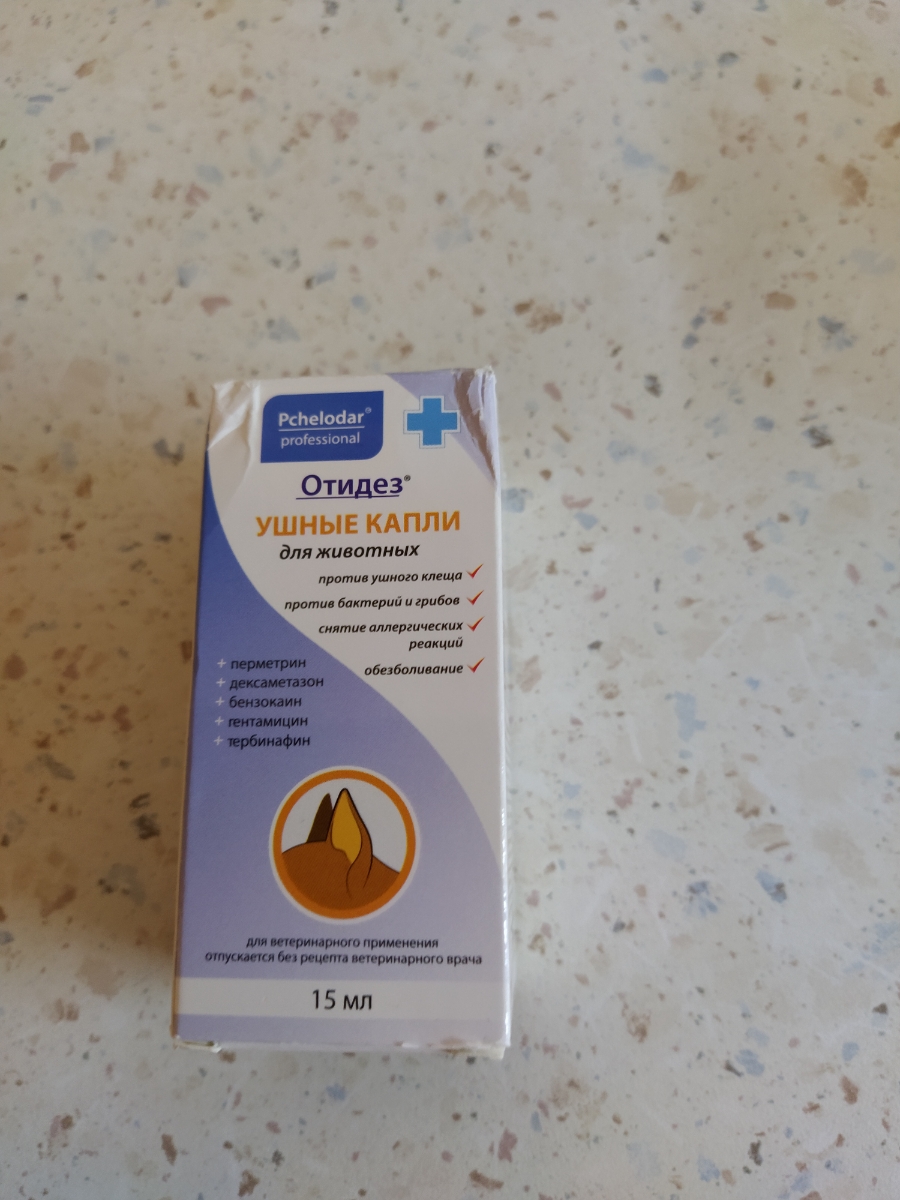 Pchelodar®
professional
Отидез®
УШНЫЕ КАПЛИ
для животных
против ушного клеща
против бактерий и грибов
снятие аллергических
реакций
обезболивание
+ перметрин
+ дексаметазон
+ бензокаин
+ гентамицин
+ тербинафин
для ветеринарного применения
отпускается без рецепта ветеринарного врача
15 мл